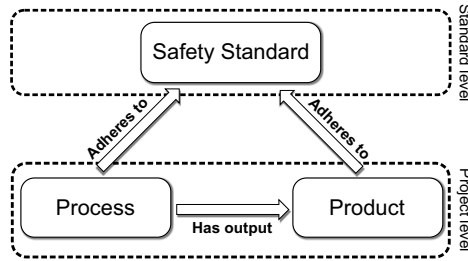 Safety Standard
Standard level
Adheres to
Adheres to
Process
Has output
Product
Project level